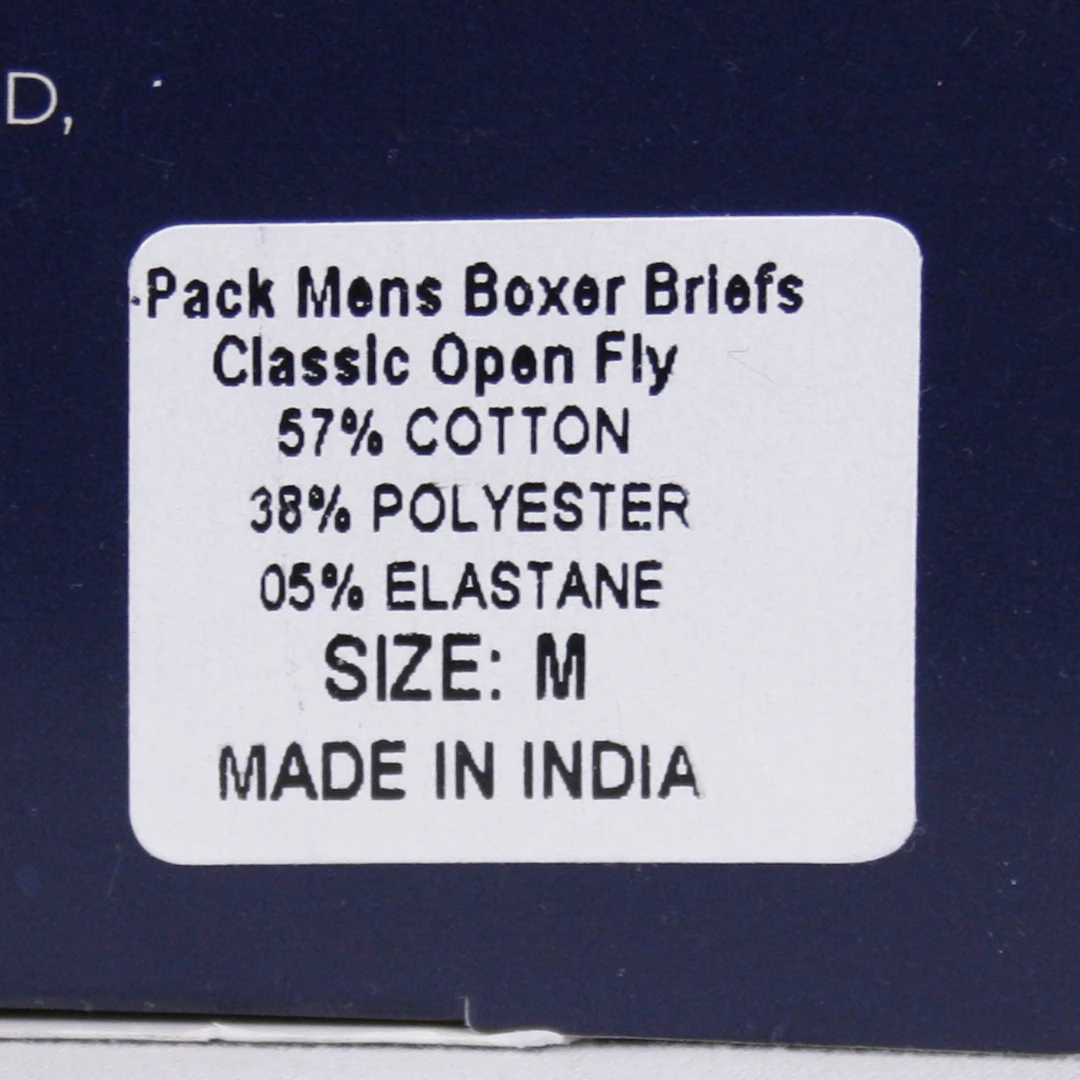 D,
Pack Mens Boxer Briefs
Classic Open Fly
57% COTTON
38% POLYESTER
05% ELASTANE
SIZE: M
MADE IN INDIA